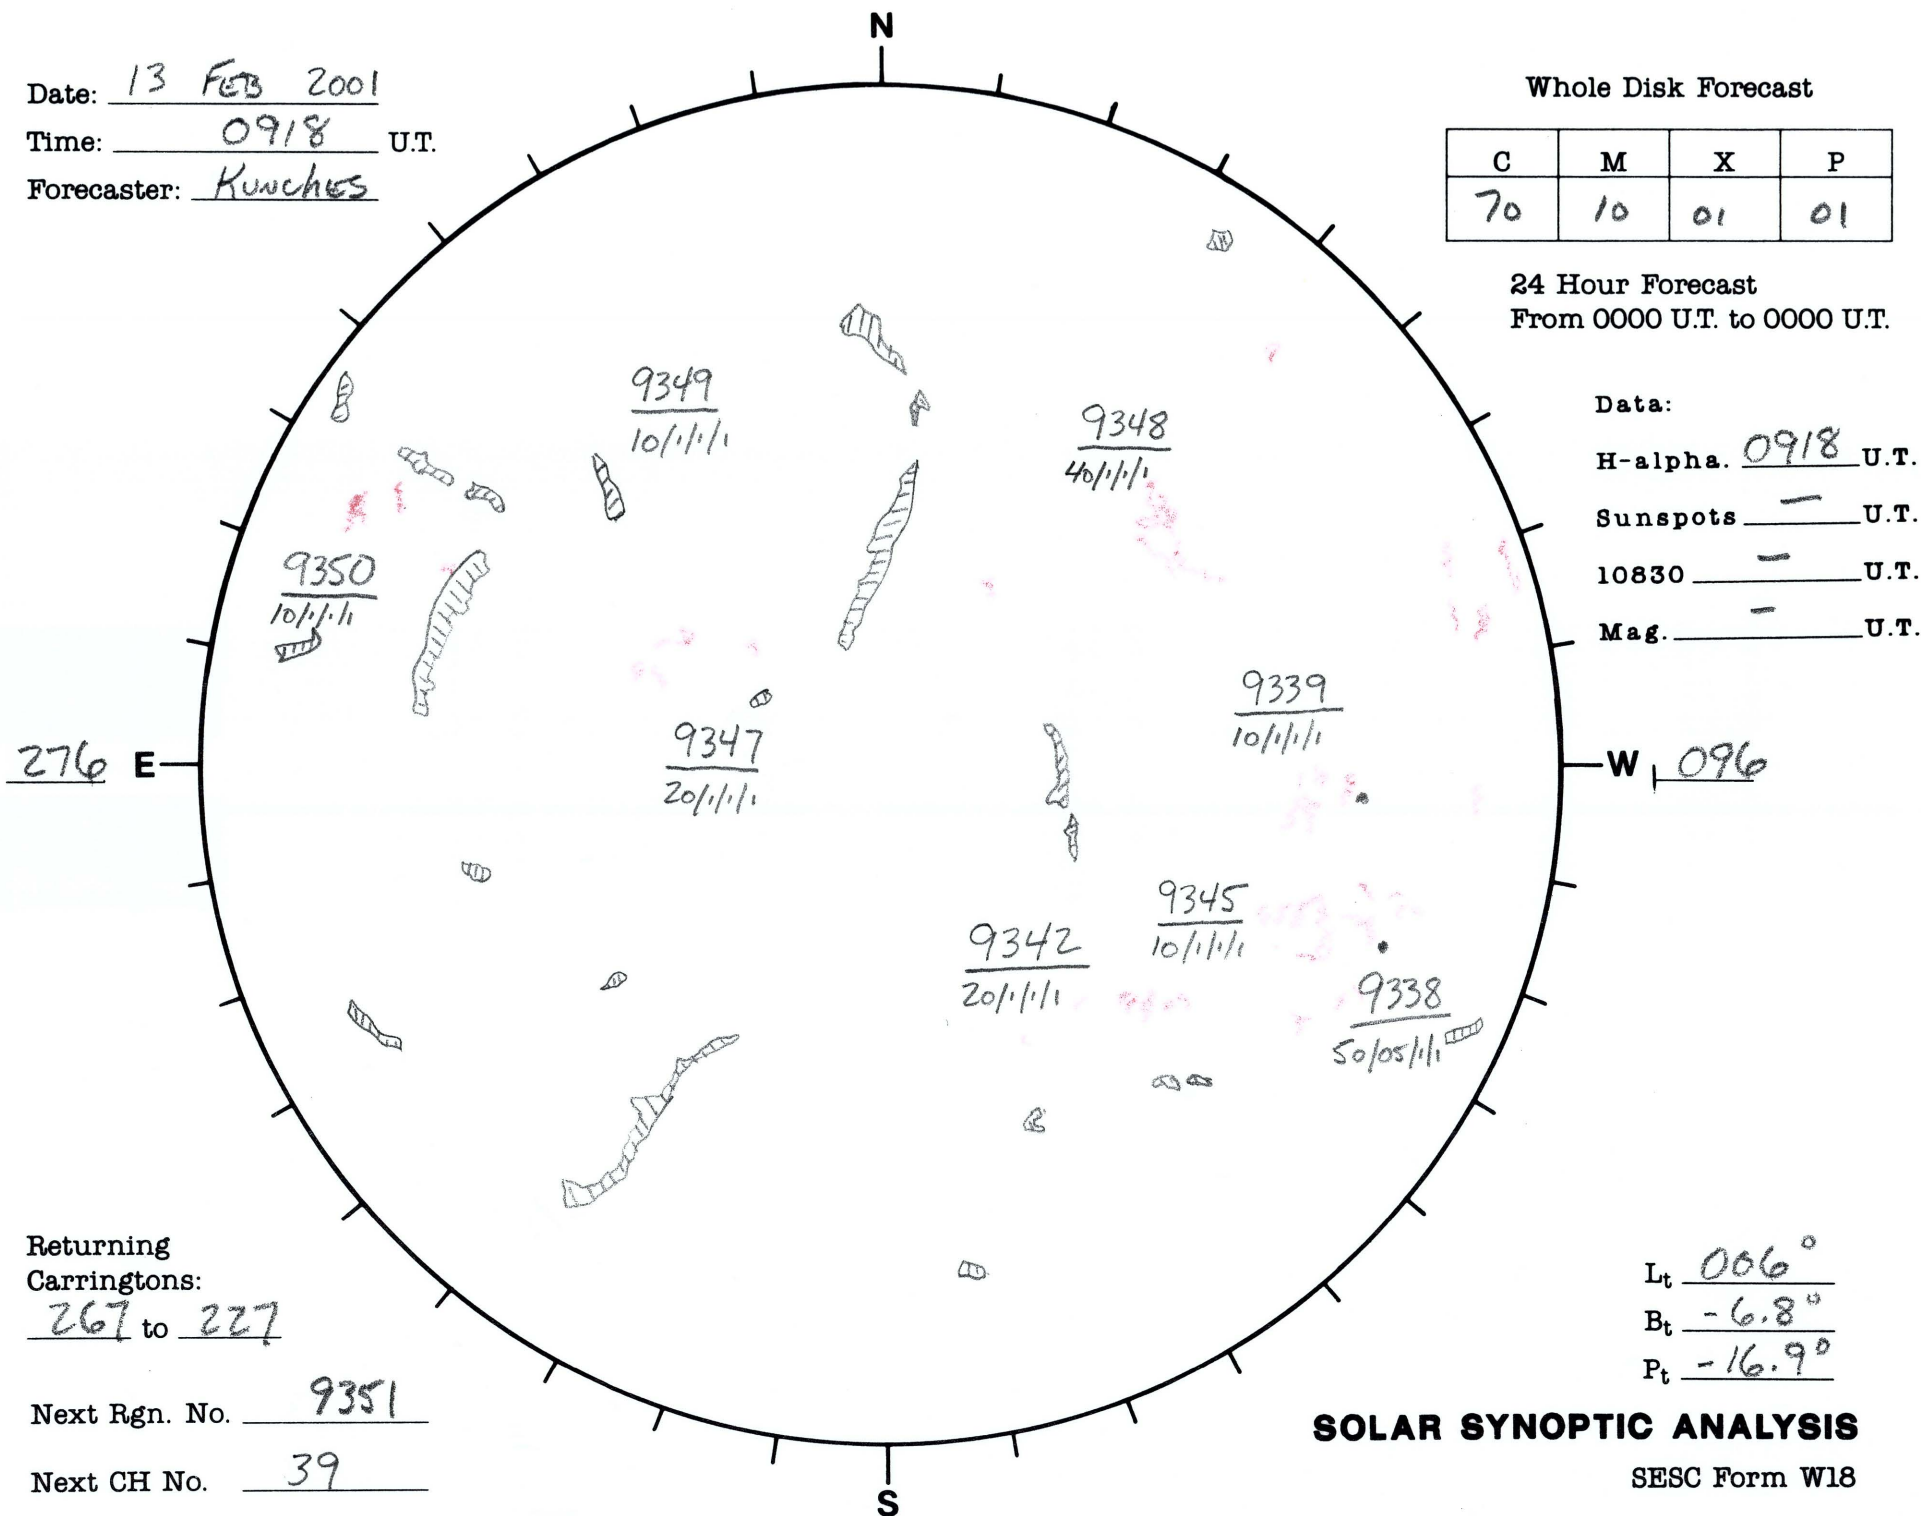 N
Date: 13 FEB 2001
Time: 0918 U.T.
Forecaster: KUNCHES
Whole Disk Forecast
C M X P
70 10 01 01
24 Hour Forecast
From 0000 U.T. to 0000 U.T.
Data:
H-alpha. 0918 U.T.
Sunspots — U.T.
10830 — U.T.
Mag. — U.T.
9349
10/1/1/1
9348
40/1/1/1
9350
10/1/1/1
9339
10/1/1/1
9347
20/1/1/1
276 E
W 096
9345
10/1/1/1
9342
20/1/1/1
9338
50/05/1/1
Returning
Carringtons:
267 to 227
Next Rgn. No. 9351
Next CH No. 39
Lt 006°
Bt -6.8°
Pt -16.9°
SOLAR SYNOPTIC ANALYSIS
SESC Form W18
S